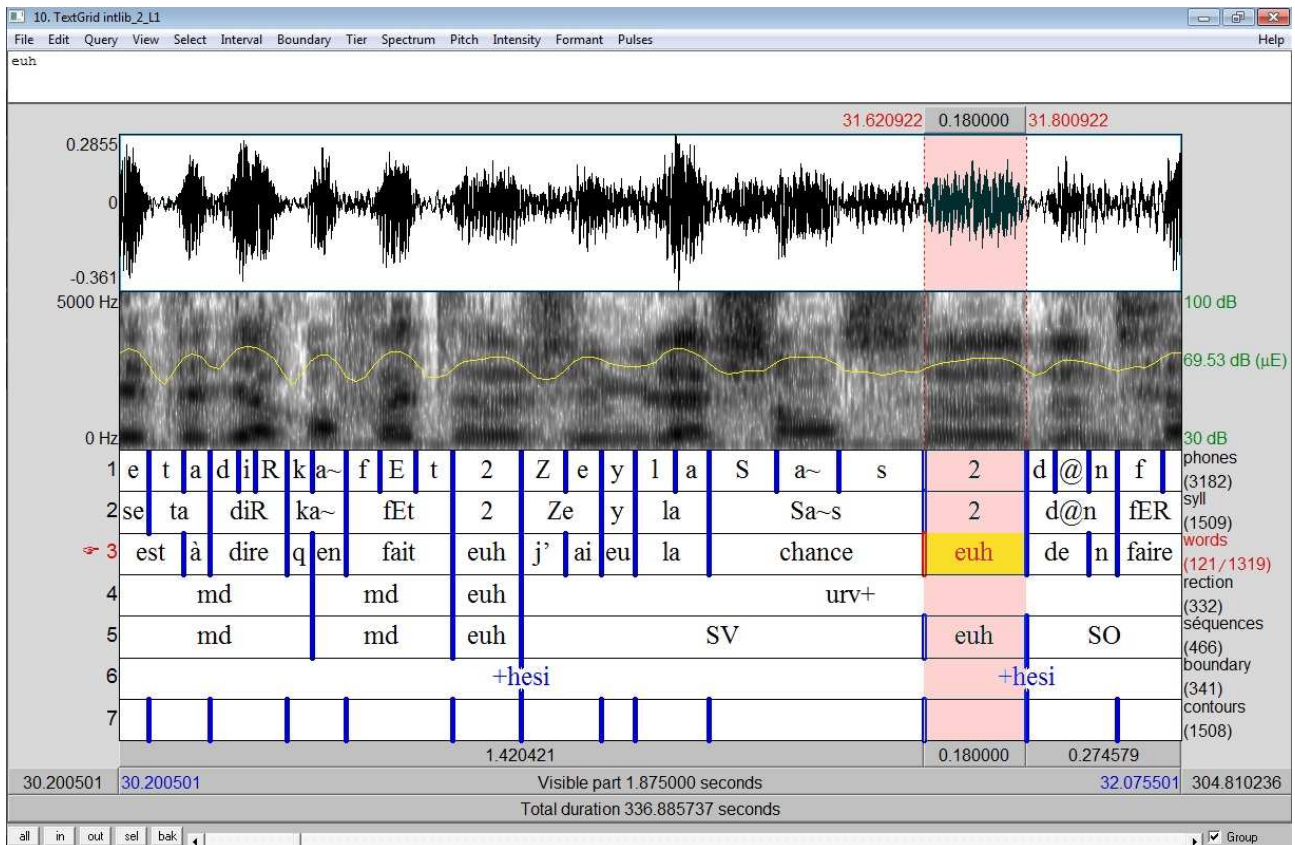 10. TextGrid intlib_2_L1
File Edit Query View Select Interval Boundary Tier Spectrum Pitch Intensity Formant Pulses Help
euh
31.620922 0.180000 31.800922
0.2855
0
-0.361
5000 Hz 100 dB
69.53 dB (µE)
0 Hz 30 dB
1 e t a d i R k a~ f E t 2 Z e y l a S a~ s 2 d @ n f phones (3182)
2 se ta diR ka~ fEt 2 Ze y la Sa~s 2 d@n fER syll (1509)
3 est à dire q en fait euh j' ai eu la chance euh de n faire words (121/1319)
4 md md euh urv+ rection (332)
5 md md euh SV euh SO séquences (466)
6 +hesi +hesi boundary (341)
7 contours (1508)
1.420421 0.180000 0.274579
30.200501 30.200501 Visible part 1.875000 seconds 32.075501 304.810236
Total duration 336.885737 seconds
all in out sel bak Group